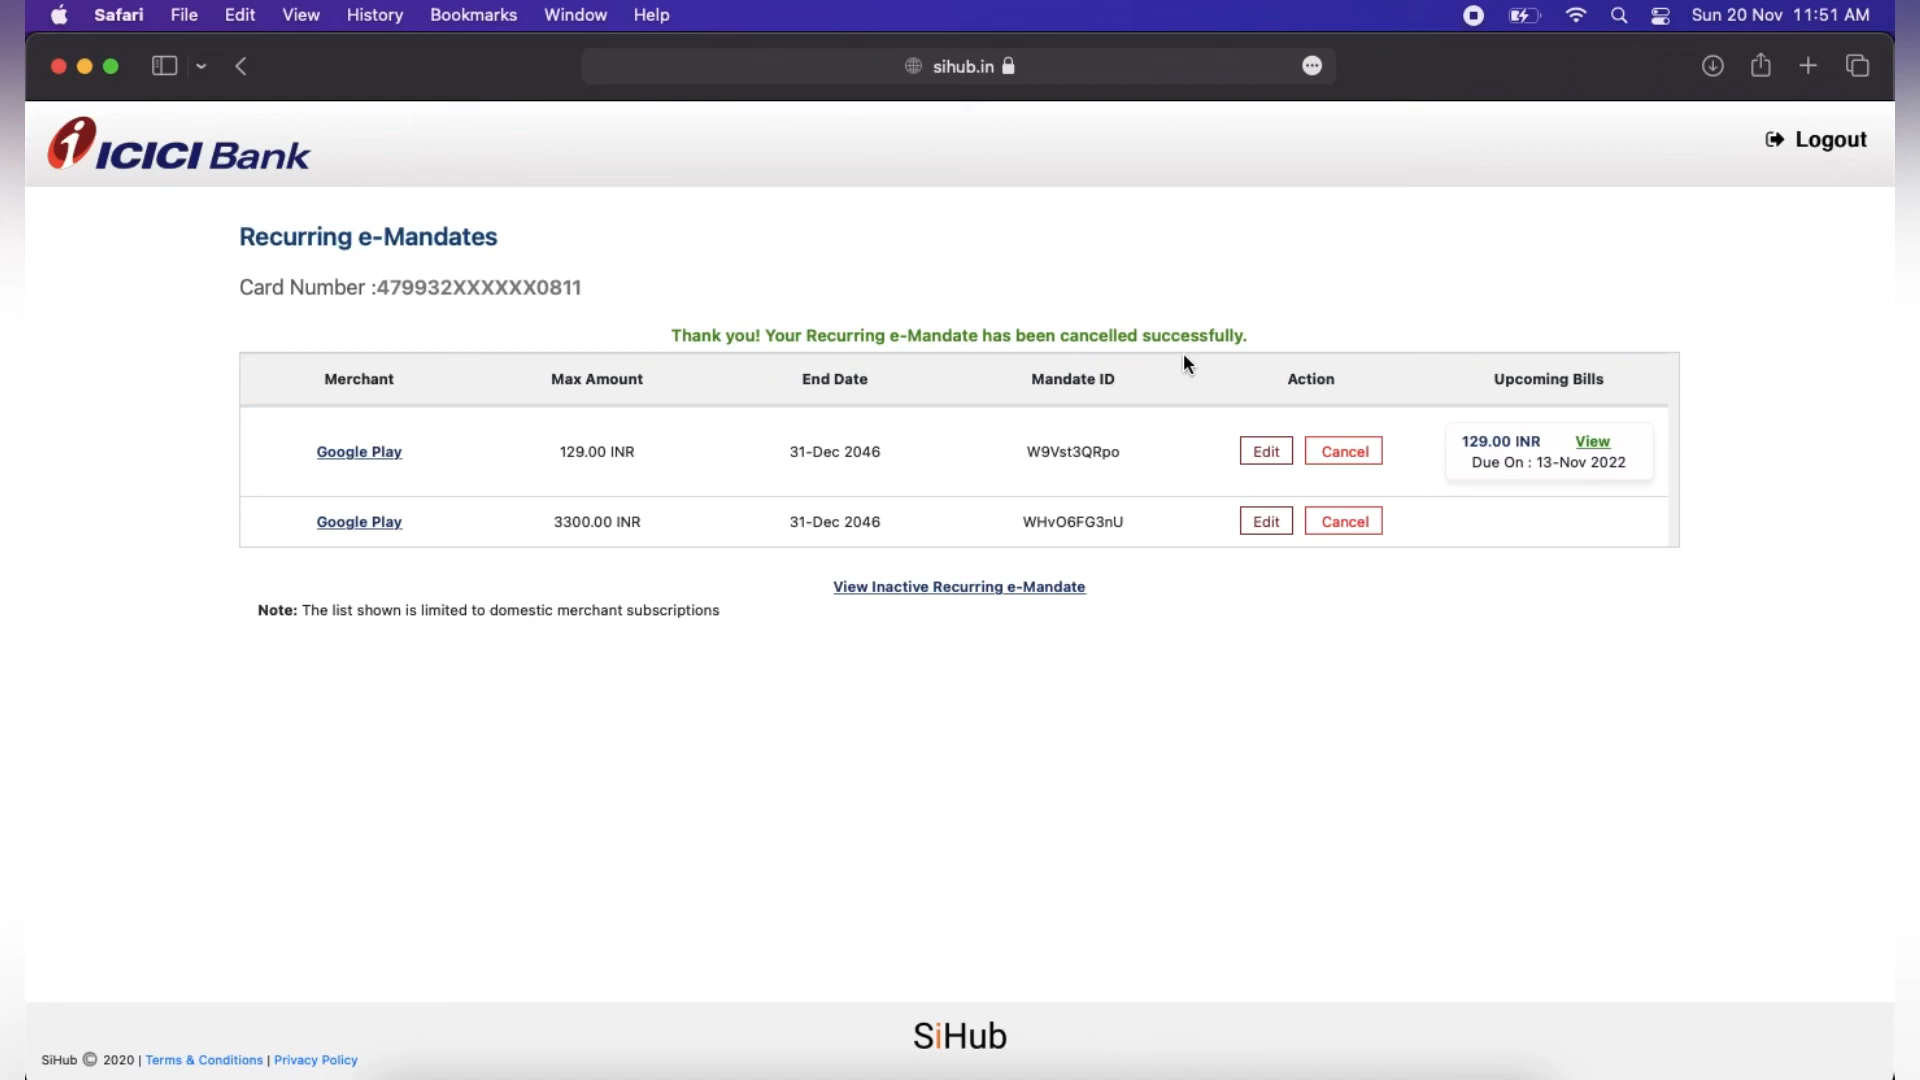 Safari File Edit View History Bookmarks Window Help Sun 20 Nov 11:51 AM
sihub.in
ICICI Bank
Logout
Recurring e-Mandates
Card Number :479932XXXXXX0811
Thank you! Your Recurring e-Mandate has been cancelled successfully.
Merchant Max Amount End Date Mandate ID Action Upcoming Bills
Google Play 129.00 INR 31-Dec 2046 W9Vst3QRpo Edit Cancel 129.00 INR View
Due On : 13-Nov 2022
Google Play 3300.00 INR 31-Dec 2046 WHvO6FG3nU Edit Cancel
View Inactive Recurring e-Mandate
Note: The list shown is limited to domestic merchant subscriptions
SiHub
SiHub © 2020 | Terms & Conditions | Privacy Policy